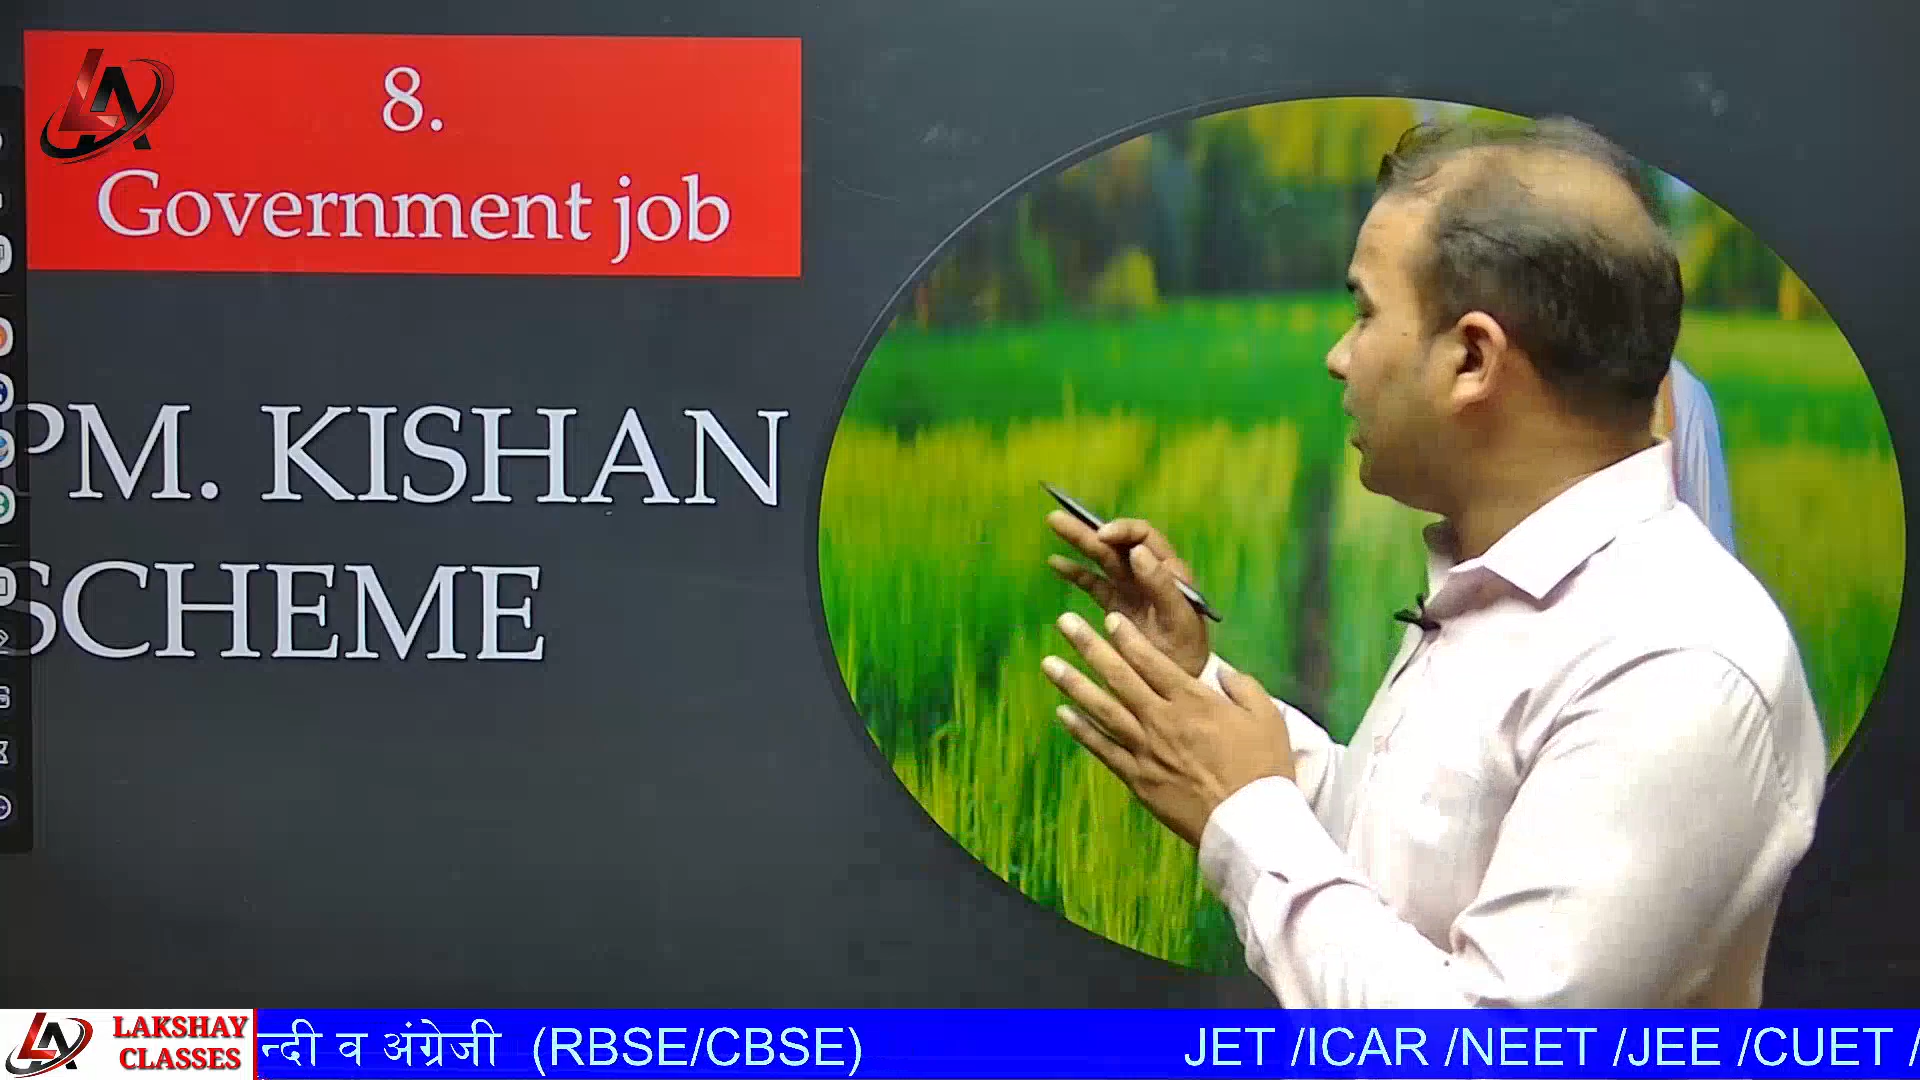 8.
Government job
PM. KISHAN
SCHEME
LAKSHAY
CLASSES
न्दी व अंग्रेजी (RBSE/CBSE)
JET /ICAR /NEET /JEE /CUET /